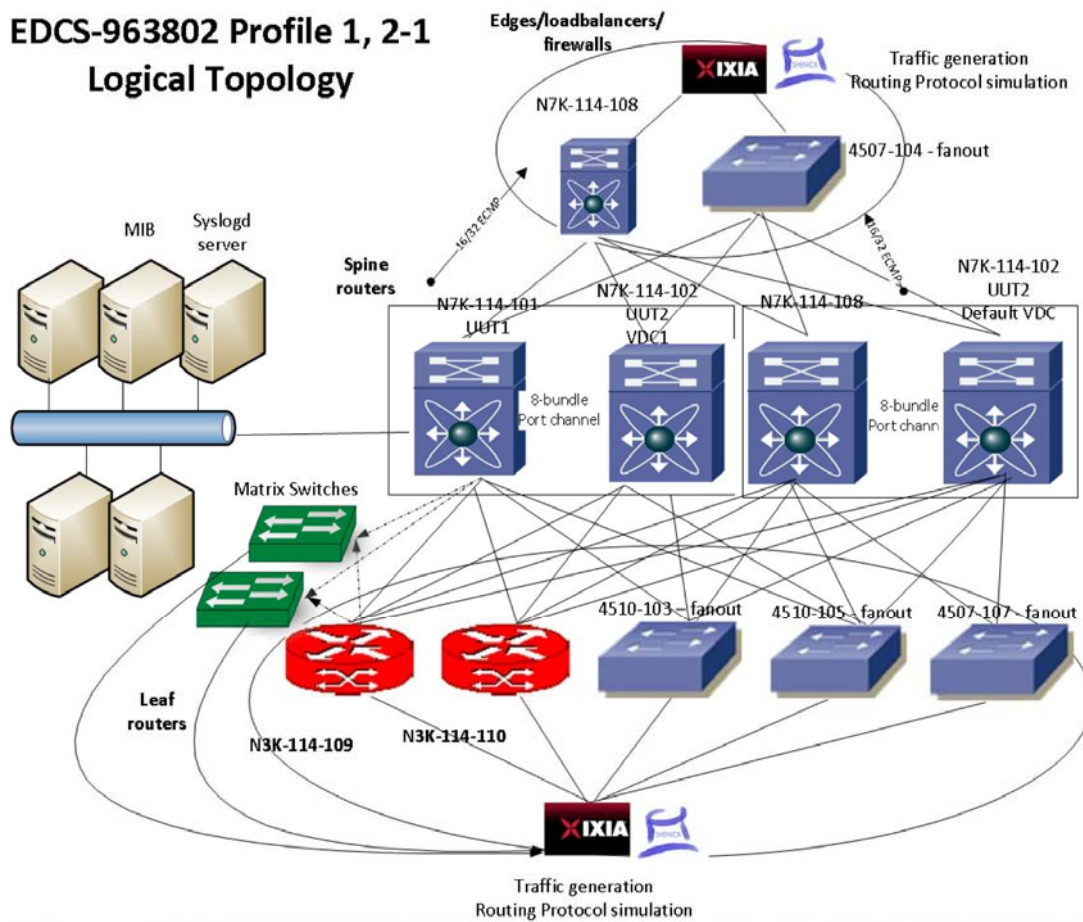 EDCS-963802 Profile 1, 2-1
Logical Topology
Edges/loadbalancers/
firewalls
XIXIA
Traffic generation
Routing Protocol simulation
N7K-114-108
4507-104 - fanout
MIB
Syslogd
server
16/32 ECMP
16/32 ECMP
Spine
routers
N7K-114-101
UUT1
N7K-114-102
UUT2
VDC1
N7K-114-108
N7K-114-102
UUT2
Default VDC
8-bundle
Port channel
8-bundle
Port chann
Matrix Switches
4510-103 - fanout
4510-105 - fanout
4507-107 - fanout
Leaf
routers
N3K-114-109
N3K-114-110
XIXIA
Traffic generation
Routing Protocol simulation